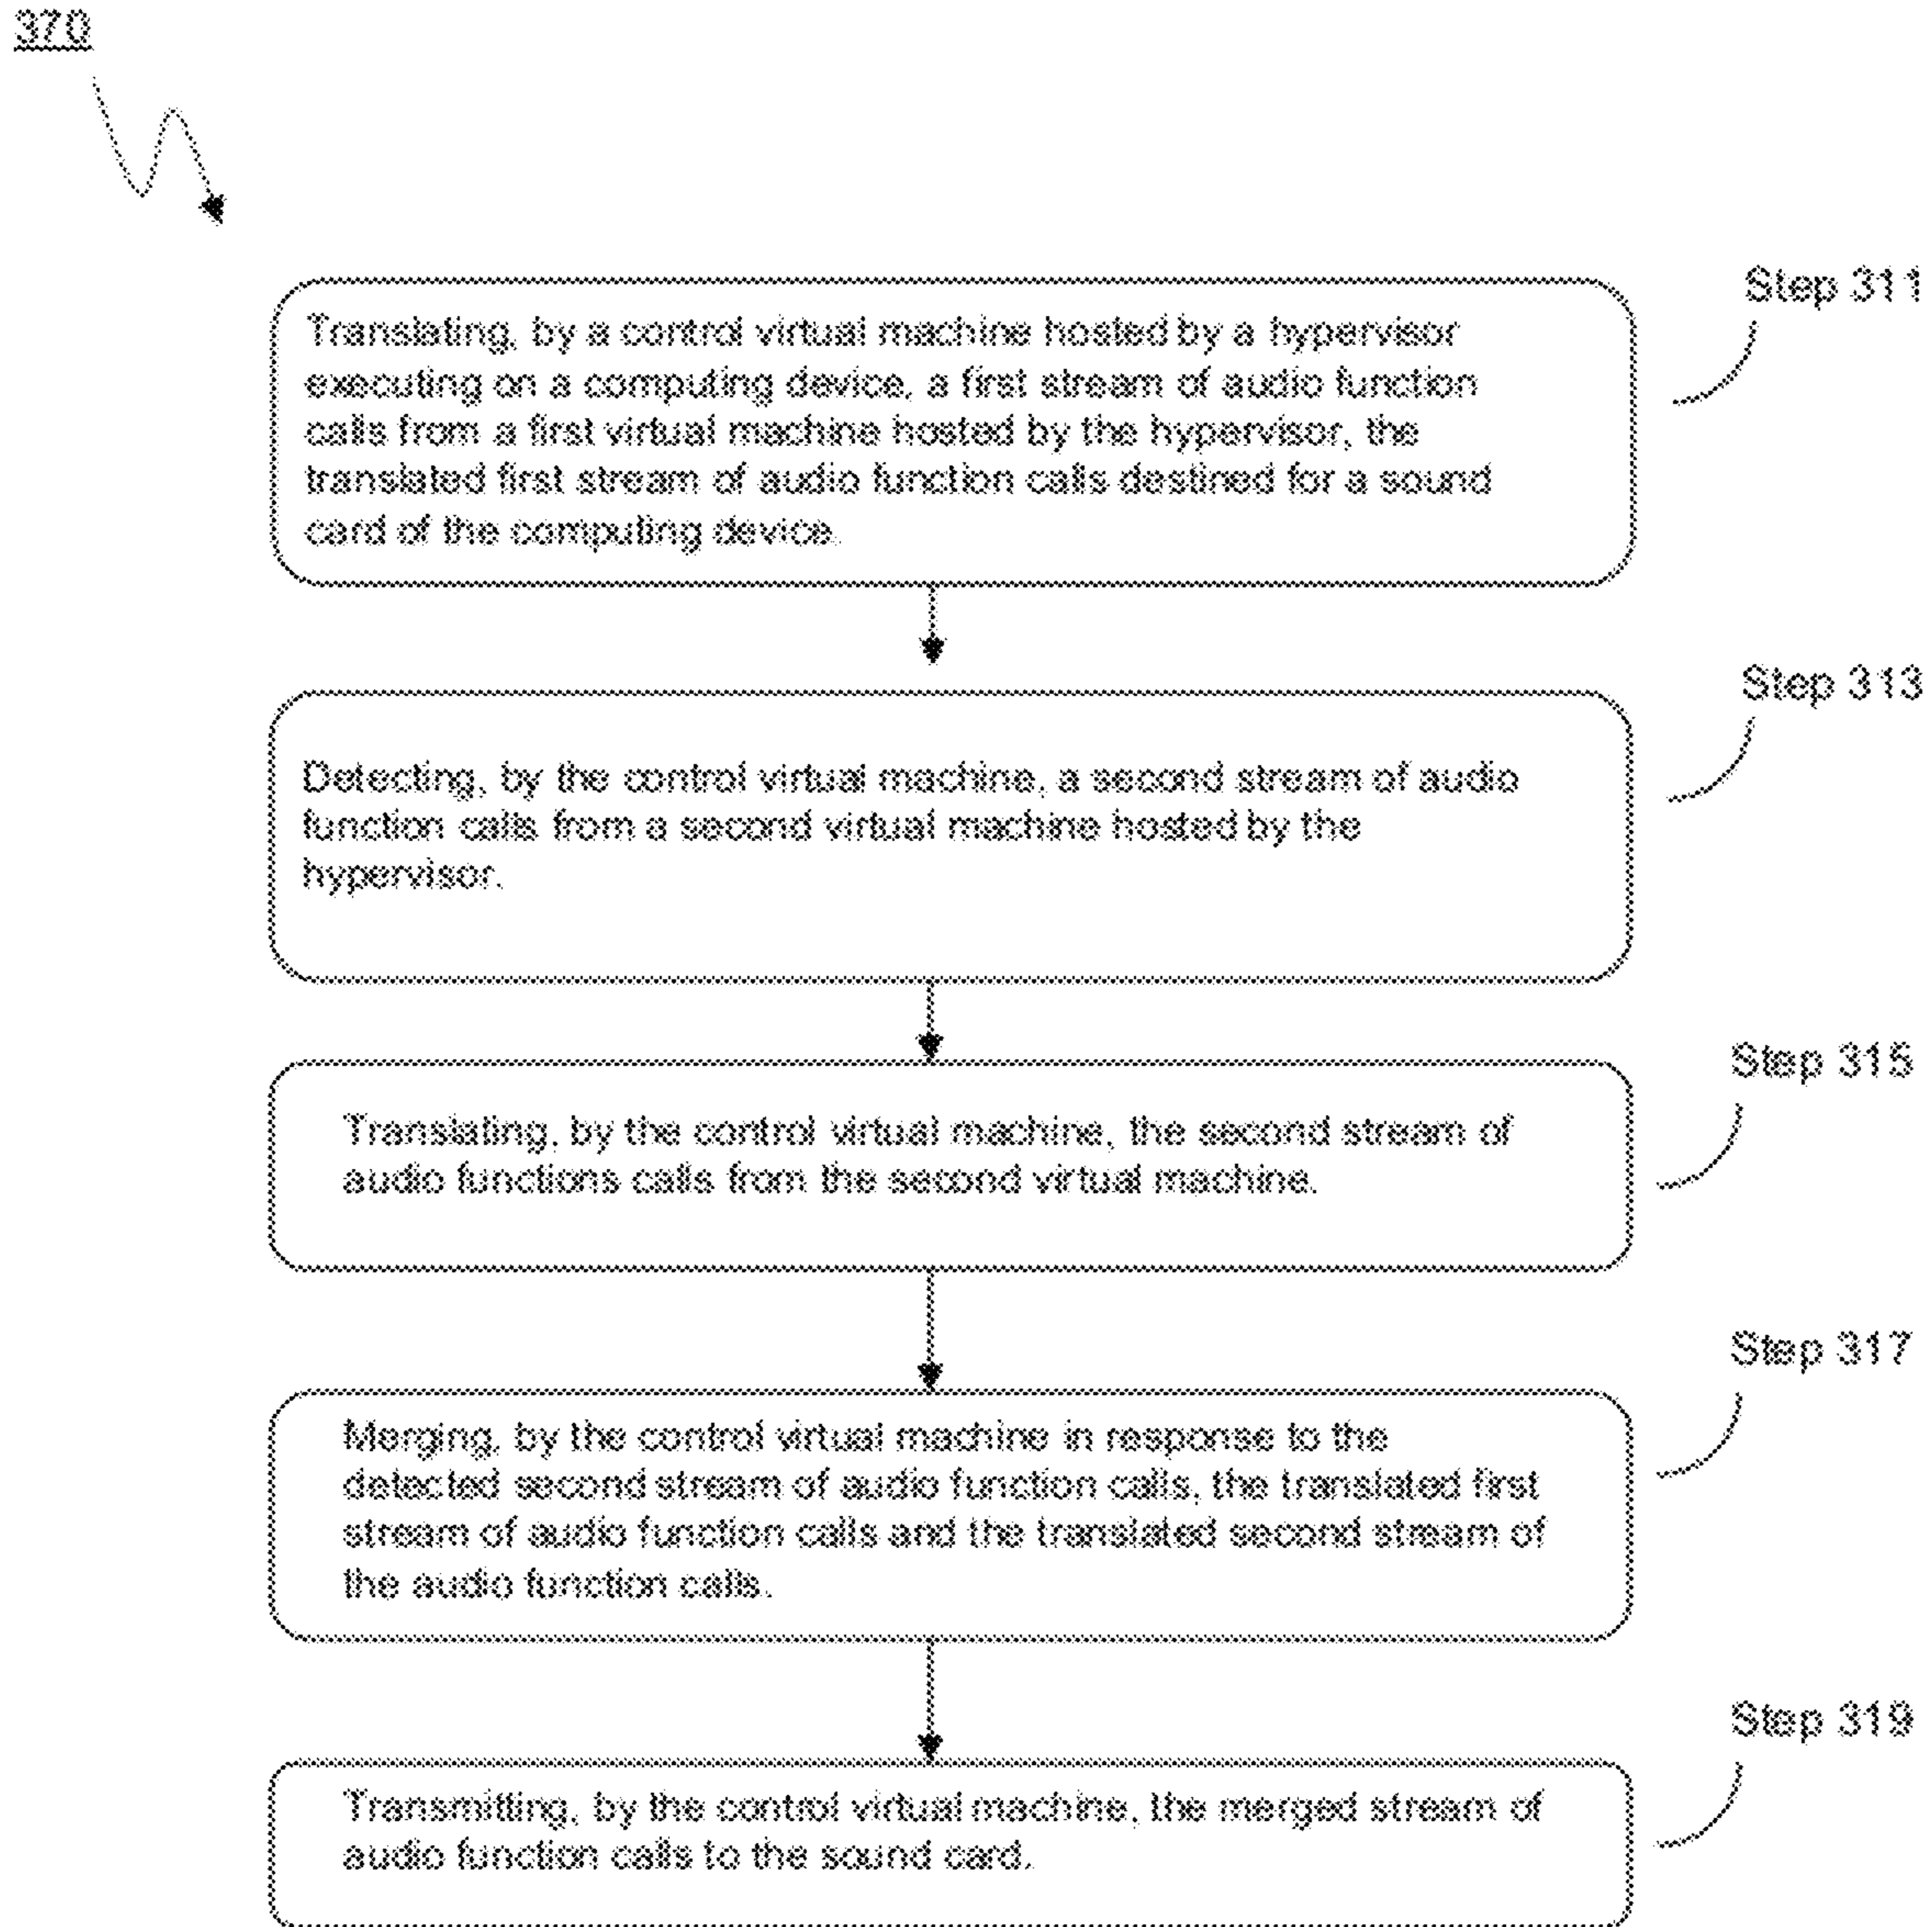 370
Step 311
Translating, by a control virtual machine hosted by a hypervisor
executing on a computing device, a first stream of audio function
calls from a first virtual machine hosted by the hypervisor, the
translated first stream of audio function calls destined for a sound
card of the computing device.
Step 313
Detecting, by the control virtual machine, a second stream of audio
function calls from a second virtual machine hosted by the
hypervisor.
Step 315
Translating, by the control virtual machine, the second stream of
audio functions calls from the second virtual machine.
Step 317
Merging, by the control virtual machine in response to the
detected second stream of audio function calls, the translated first
stream of audio function calls and the translated second stream of
the audio function calls.
Step 319
Transmitting, by the control virtual machine, the merged stream of
audio function calls to the sound card.